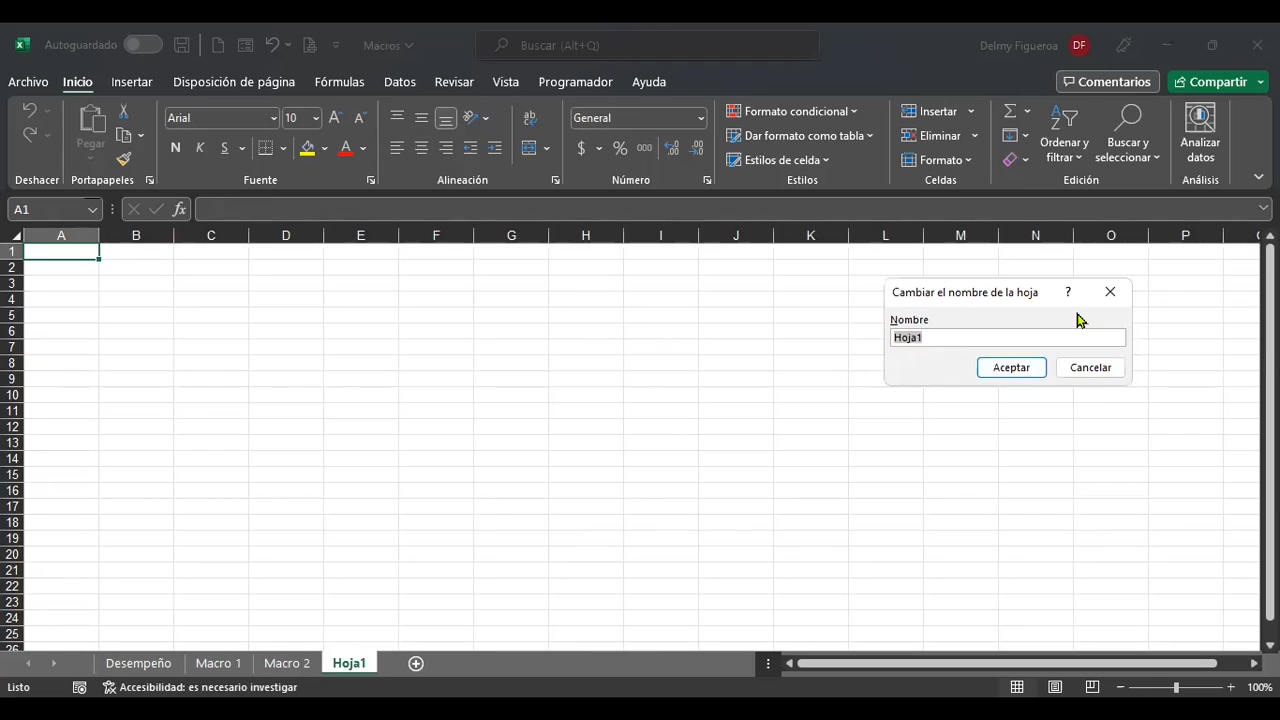 Autoguardado
Macros
Buscar (Alt+Q)
Delmy Figueroa
DF
Archivo Inicio Insertar Disposición de página Fórmulas Datos Revisar Vista Programador Ayuda
Comentarios
Compartir
Pegar
Arial
10
N K S
General
$ % 000
Formato condicional
Dar formato como tabla
Estilos de celda
Insertar
Eliminar
Formato
Ordenar y
filtrar
Buscar y
seleccionar
Analizar
datos
Deshacer Portapapeles Fuente Alineación Número Estilos Celdas Edición Análisis
A1
fx
A B C D E F G H I J K L M N O P
1
2
3
4
5
6
7
8
9
10
11
12
13
14
15
16
17
18
19
20
21
22
23
24
25
26
Cambiar el nombre de la hoja ?
Nombre
Hoja1
Aceptar Cancelar
Desempeño Macro 1 Macro 2 Hoja1
Listo
Accesibilidad: es necesario investigar
100%